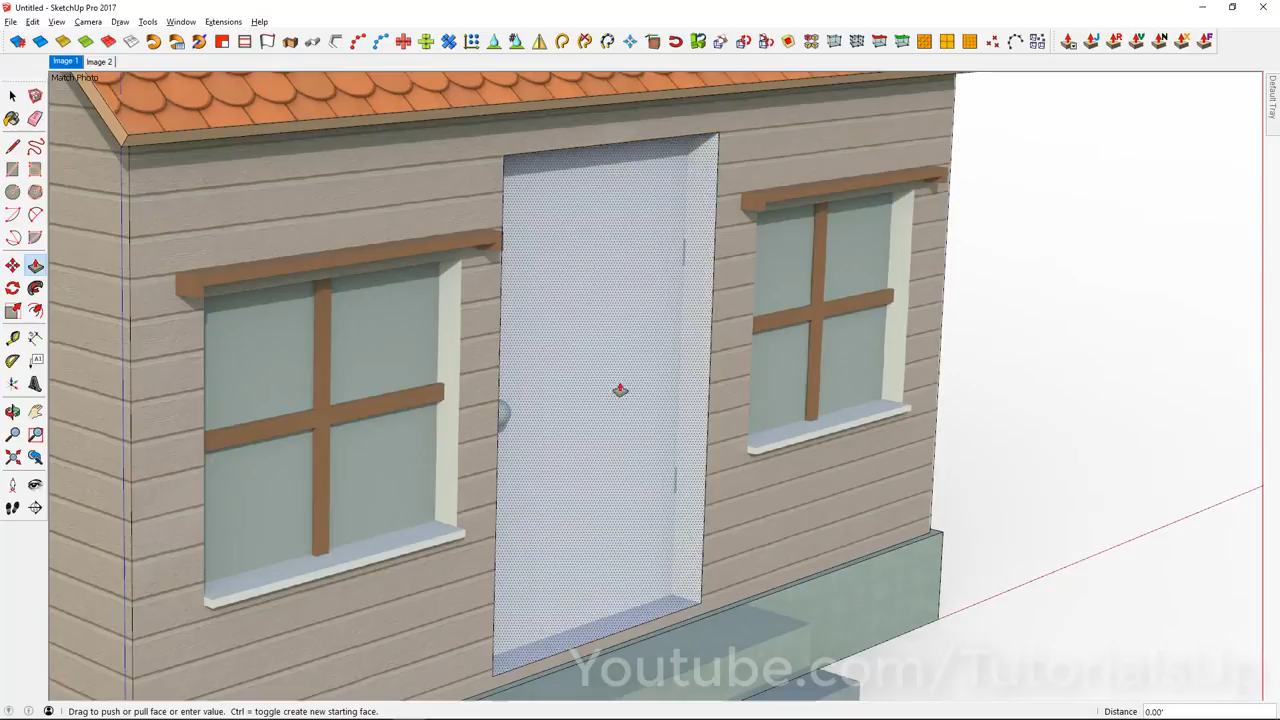 Untitled - SketchUp Pro 2017
File Edit View Camera Draw Tools Window Extensions Help
J R V N X F
Image 1 Image 2
Match Photo
Default Tray
A1
Youtube.com/Tutorialsup
Drag to push or pull face or enter value. Ctrl = toggle create new starting face.
Distance 0.00'